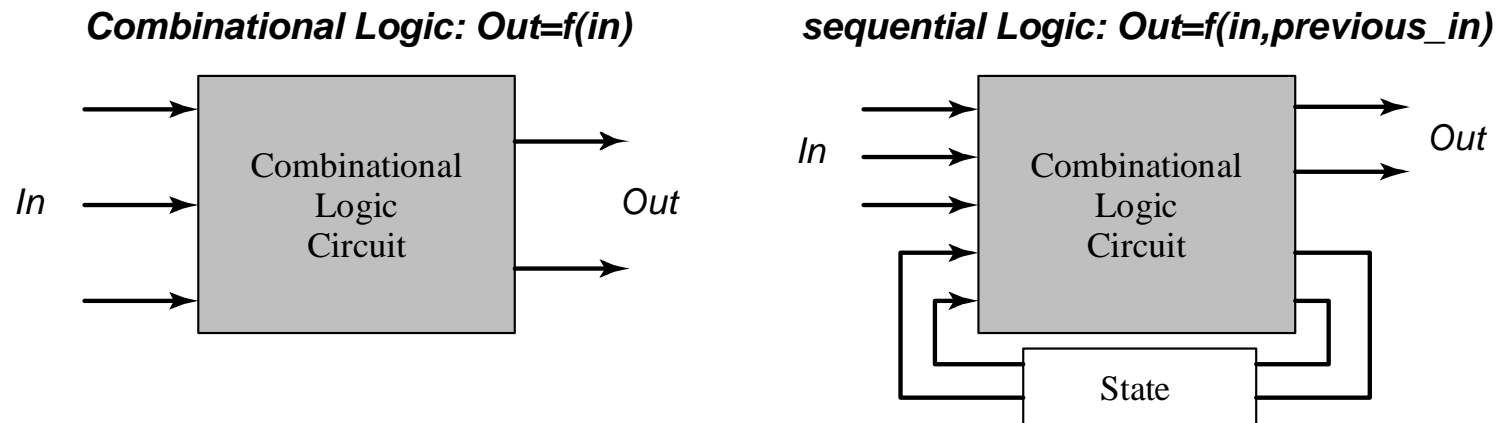 Combinational Logic: Out=f(in)
In
Combinational
Logic
Circuit
Out
sequential Logic: Out=f(in,previous_in)
In
Combinational
Logic
Circuit
Out
State